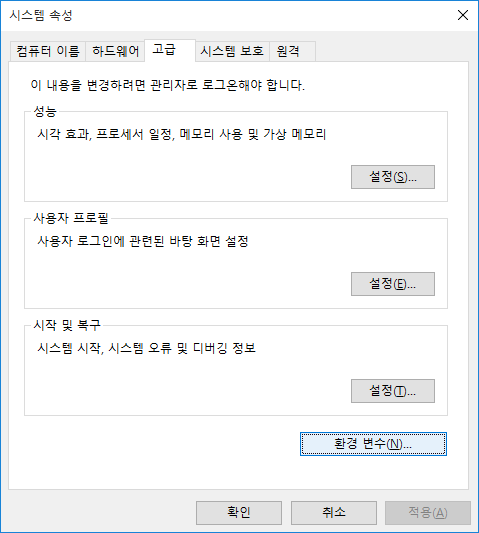 시스템 속성
컴퓨터 이름 하드웨어 고급 시스템 보호 원격
이 내용을 변경하려면 관리자로 로그온해야 합니다.
성능
시각 효과, 프로세서 일정, 메모리 사용 및 가상 메모리
설정(S)...
사용자 프로필
사용자 로그인에 관련된 바탕 화면 설정
설정(E)...
시작 및 복구
시스템 시작, 시스템 오류 및 디버깅 정보
설정(T)...
환경 변수(N)...
확인 취소 적용(A)